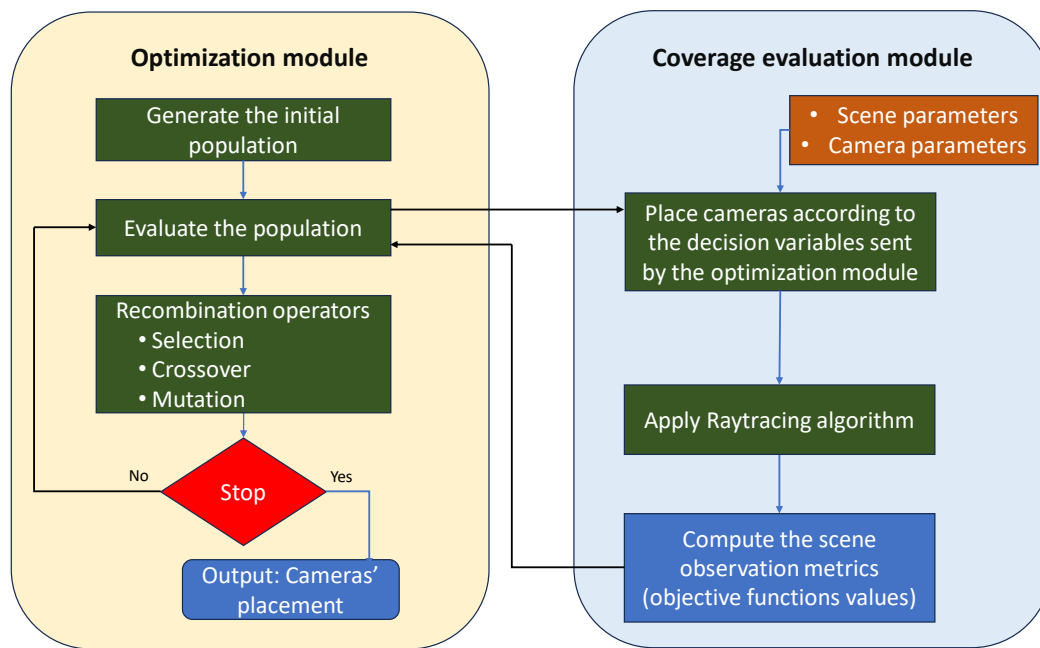 Optimization module
Generate the initial
population
Evaluate the population
Recombination operators
• Selection
• Crossover
• Mutation
No
Stop
Yes
Output: Cameras’
placement
Coverage evaluation module
• Scene parameters
• Camera parameters
Place cameras according to
the decision variables sent
by the optimization module
Apply Raytracing algorithm
Compute the scene
observation metrics
(objective functions values)